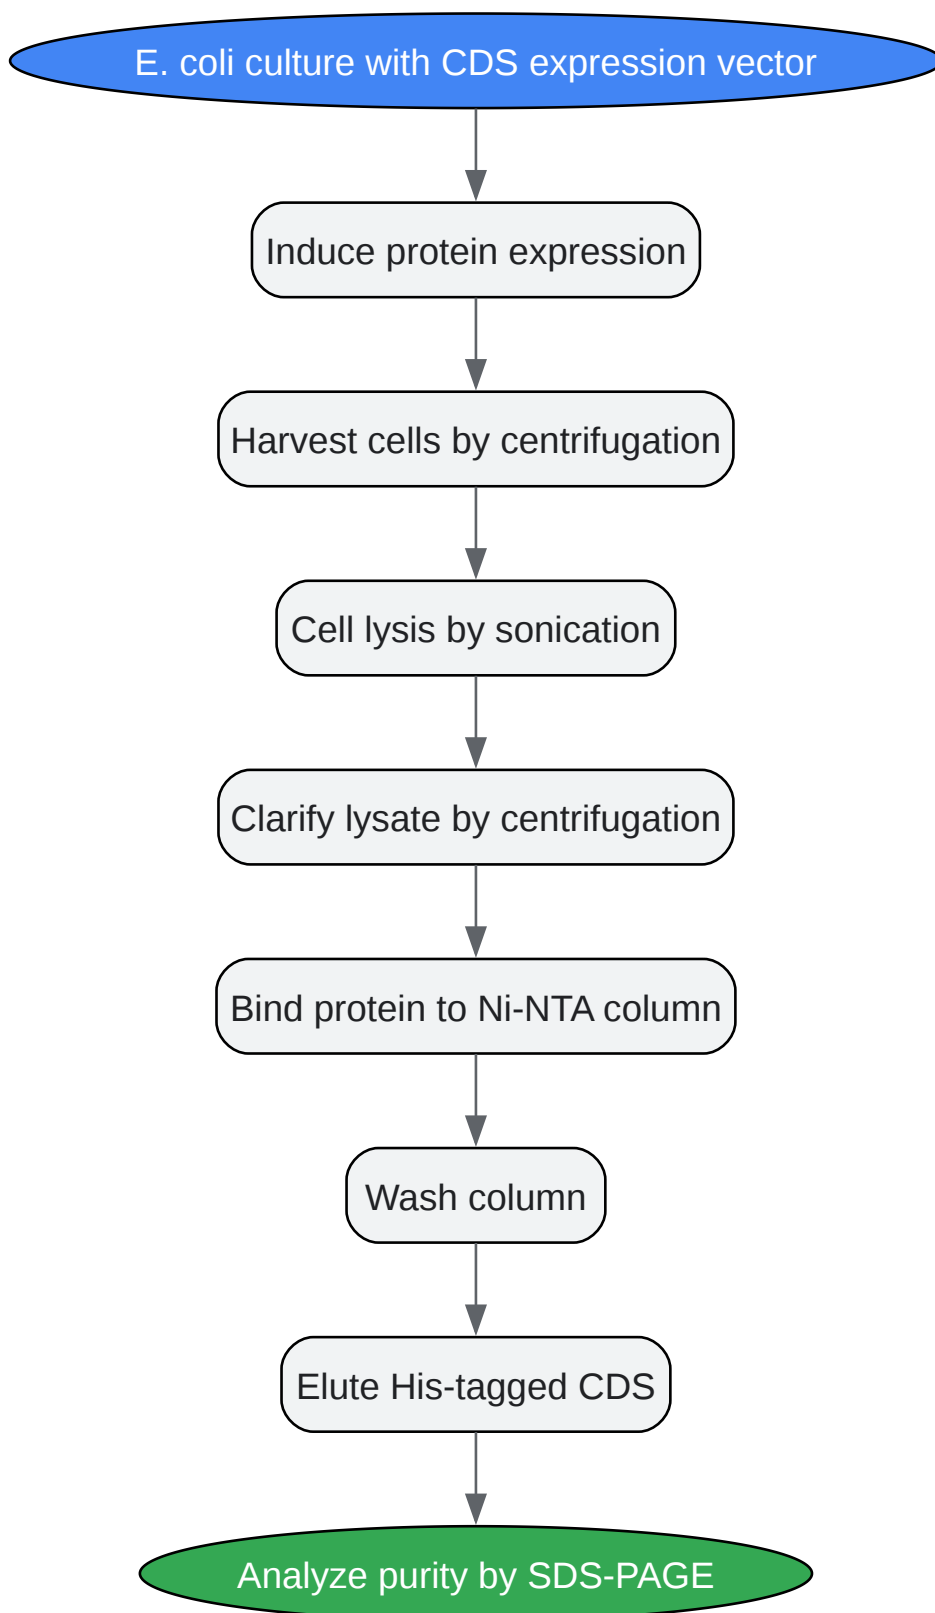 E. coli culture with CDS expression vector
Induce protein expression
Harvest cells by centrifugation
Cell lysis by sonication
Clarify lysate by centrifugation
Bind protein to Ni-NTA column
Wash column
Elute His-tagged CDS
Analyze purity by SDS-PAGE